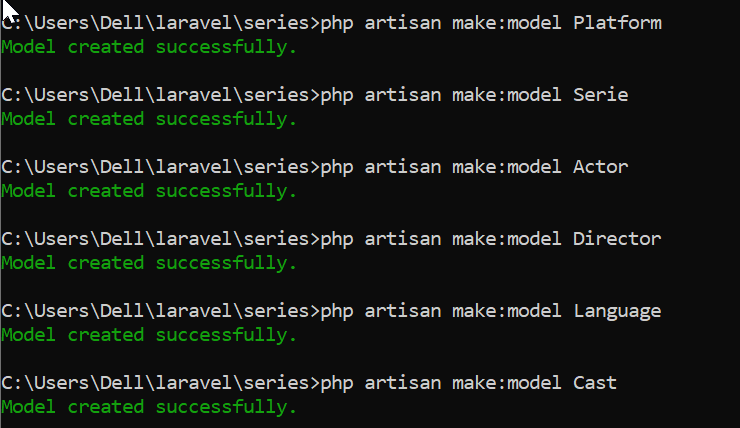 C:\Users\Dell\laravel\series>php artisan make:model Platform
Model created successfully.
C:\Users\Dell\laravel\series>php artisan make:model Serie
Model created successfully.
C:\Users\Dell\laravel\series>php artisan make:model Actor
Model created successfully.
C:\Users\Dell\laravel\series>php artisan make:model Director
Model created successfully.
C:\Users\Dell\laravel\series>php artisan make:model Language
Model created successfully.
C:\Users\Dell\laravel\series>php artisan make:model Cast
Model created successfully.